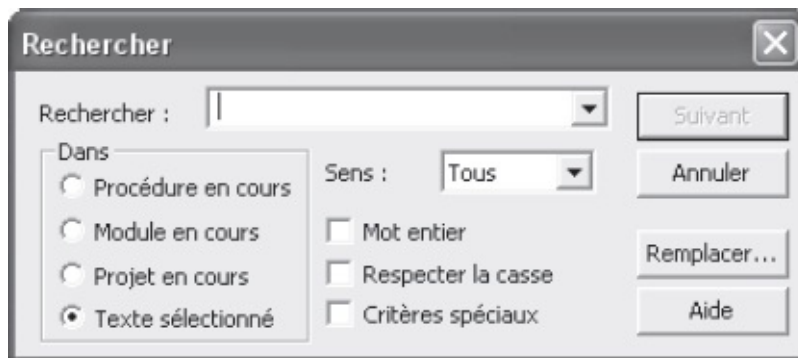 Rechercher
Rechercher :
Suivant
Dans
Procédure en cours
Module en cours
Projet en cours
Texte sélectionné
Sens :
Tous
Mot entier
Respecter la casse
Critères spéciaux
Annuler
Remplacer...
Aide